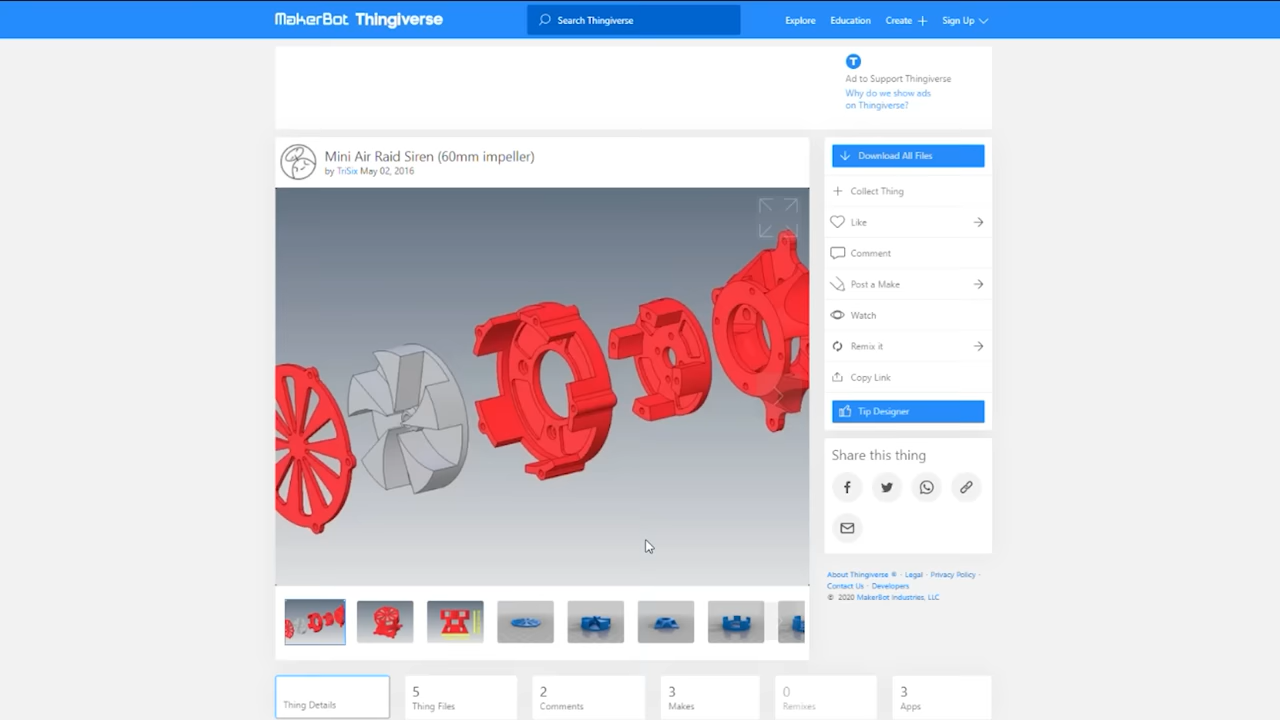 MakerBot Thingiverse
Search Thingiverse
Explore
Education
Create
Sign Up
T
Ad to Support Thingiverse
Why do we show ads
on Thingiverse?
Mini Air Raid Siren (60mm impeller)
by TriSix May 02, 2016
Download All Files
Collect Thing
Like
Comment
Post a Make
Watch
Remix it
Copy Link
Tip Designer
Share this thing
About Thingiverse ® · Legal · Privacy Policy ·
Contact Us · Developers
© 2020 MakerBot Industries, LLC
Thing Details
5
Thing Files
2
Comments
3
Makes
0
Remixes
3
Apps